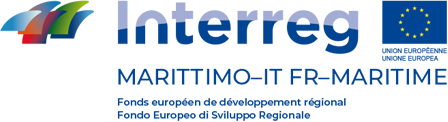 Interreg
UNION EUROPÉENNE
UNIONE EUROPEA
MARITTIMO–IT FR–MARITIME
Fonds européen de développement régional
Fondo Europeo di Sviluppo Regionale